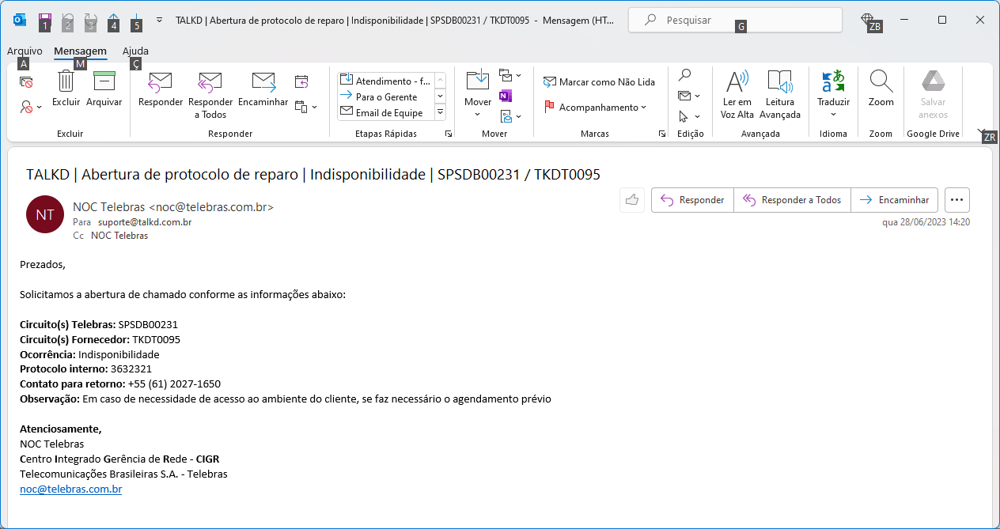 TALKD | Abertura de protocolo de reparo | Indisponibilidade | SPSDB00231 / TKDT0095 - Mensagem (HT...
Pesquisar
1 2 3 4 5 G ZB
Arquivo Mensagem Ajuda
A M Ç
Excluir Arquivar
Excluir
Responder
Responder a Todos
Encaminhar
Responder
Atendimento - f...
Para o Gerente
Email de Equipe
Etapas Rápidas
Mover
Mover
Marcar como Não Lida
Acompanhamento
Marcas
Edição
Ler em Voz Alta
Leitura Avançada
Avançada
Traduzir
Idioma
Zoom
Zoom
Salvar anexos
Google Drive
ZR
TALKD | Abertura de protocolo de reparo | Indisponibilidade | SPSDB00231 / TKDT0095
NT
NOC Telebras <noc@telebras.com.br>
Para suporte@talkd.com.br
Cc NOC Telebras
Responder Responder a Todos Encaminhar
qua 28/06/2023 14:20
Prezados,
Solicitamos a abertura de chamado conforme as informações abaixo:
Circuito(s) Telebras: SPSDB00231
Circuito(s) Fornecedor: TKDT0095
Ocorrência: Indisponibilidade
Protocolo interno: 3632321
Contato para retorno: +55 (61) 2027-1650
Observação: Em caso de necessidade de acesso ao ambiente do cliente, se faz necessário o agendamento prévio
Atenciosamente,
NOC Telebras
Centro Integrado Gerência de Rede - CIGR
Telecomunicações Brasileiras S.A. - Telebras
noc@telebras.com.br